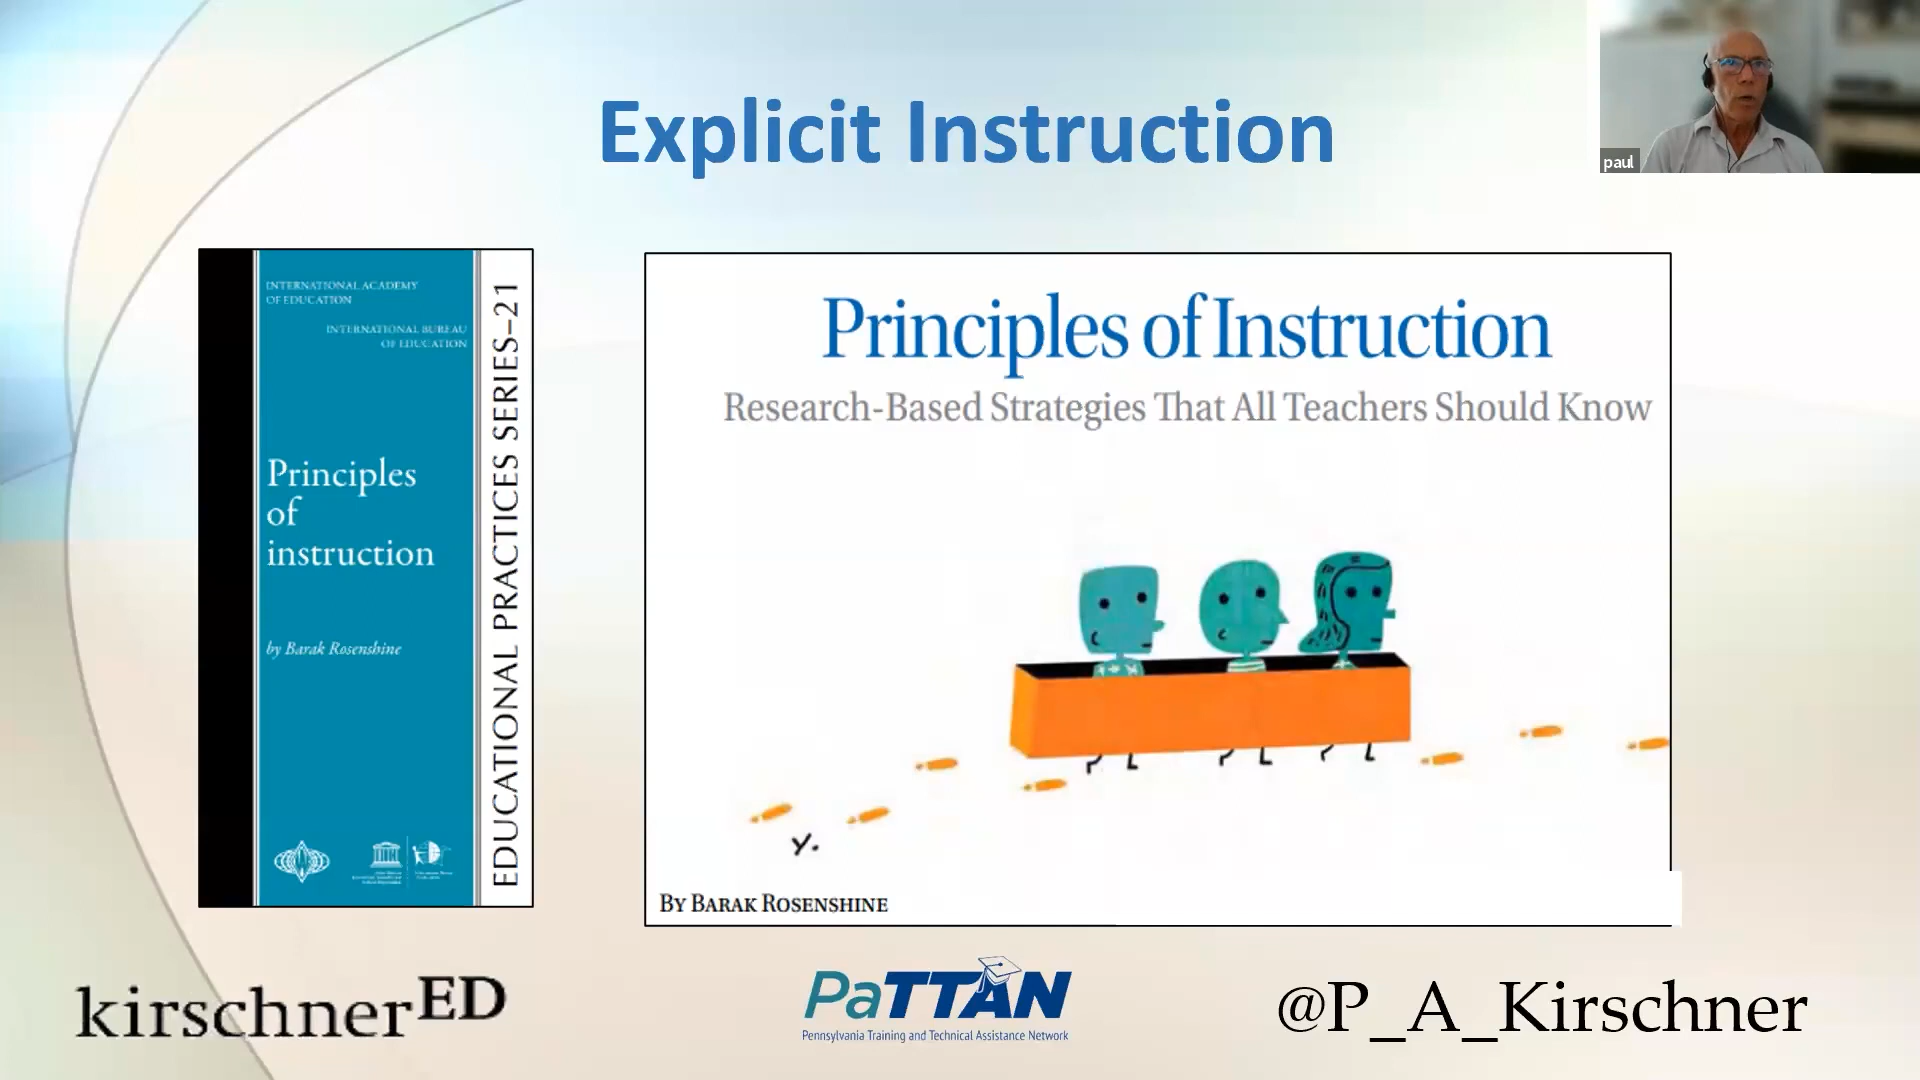 Explicit Instruction
paul
INTERNATIONAL ACADEMY
OF EDUCATION
INTERNATIONAL BUREAU
OF EDUCATION
Principles
of
instruction
by Barak Rosenshine
EDUCATIONAL PRACTICES SERIES–21
Principles of Instruction
Research-Based Strategies That All Teachers Should Know
Y.
BY BARAK ROSENSHINE
kirschnerED
PaTTAN
Pennsylvania Training and Technical Assistance Network
@P_A_Kirschner